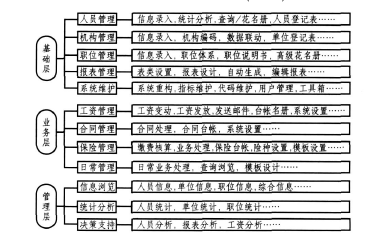 基础层
人员管理 信息录入,统计分析,查询/花名册,人员登记表……
机构管理 信息录入、机构编码、数据联动、单位登记表……
职位管理 信息录入、职位体系、职位说明书、高级花名册……
报表管理 表类设置、报表设计、自动生成、编辑报表……
系统维护 系统重构,指标维护,代码维护,用户管理,工具箱……
业务层
工资管理 工资变动,工资发放,发送邮件,台帐名册,系统设置……
合同管理 合同处理、合同台帐、系统设置……
保险管理 缴费核算,业务处理,保险台帐,险种设置,模板设置……
日常管理 日常业务处理、查询浏览、模板设计……
管理层
信息浏览 人员信息,单位信息,职位信息,综合信息……
统计分析 人员统计、单位统计、职位统计……
决策支持 人员分析、报表分析、工资分析……